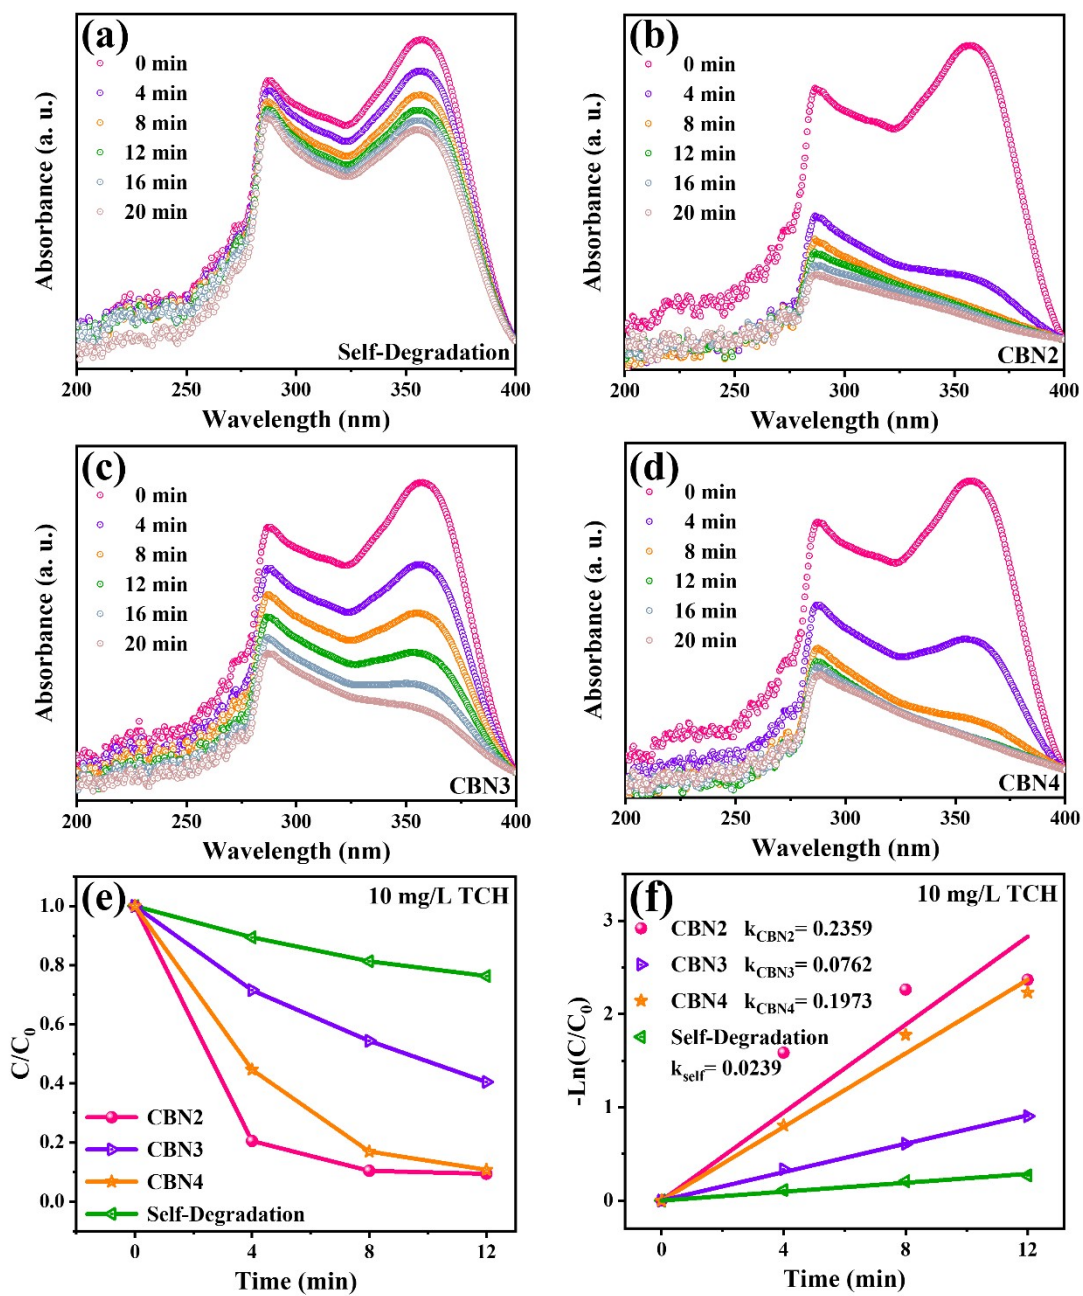 (a)
0 min
4 min
8 min
12 min
16 min
20 min
Self-Degradation
Absorbance (a. u.)
200 250 300 350 400
Wavelength (nm)
(b)
0 min
4 min
8 min
12 min
16 min
20 min
CBN2
Absorbance (a. u.)
200 250 300 350 400
Wavelength (nm)
(c)
0 min
4 min
8 min
12 min
16 min
20 min
CBN3
Absorbance (a. u.)
200 250 300 350 400
Wavelength (nm)
(d)
0 min
4 min
8 min
12 min
16 min
20 min
CBN4
Absorbance (a. u.)
200 250 300 350 400
Wavelength (nm)
(e)
10 mg/L TCH
1.0
0.8
0.6
0.4
0.2
0.0
C/C0
CBN2
CBN3
CBN4
Self-Degradation
0 4 8 12
Time (min)
(f)
10 mg/L TCH
3
2
1
0
-Ln(C/C0)
CBN2 kCBN2= 0.2359
CBN3 kCBN3= 0.0762
CBN4 kCBN4= 0.1973
Self-Degradation
kself= 0.0239
0 4 8 12
Time (min)